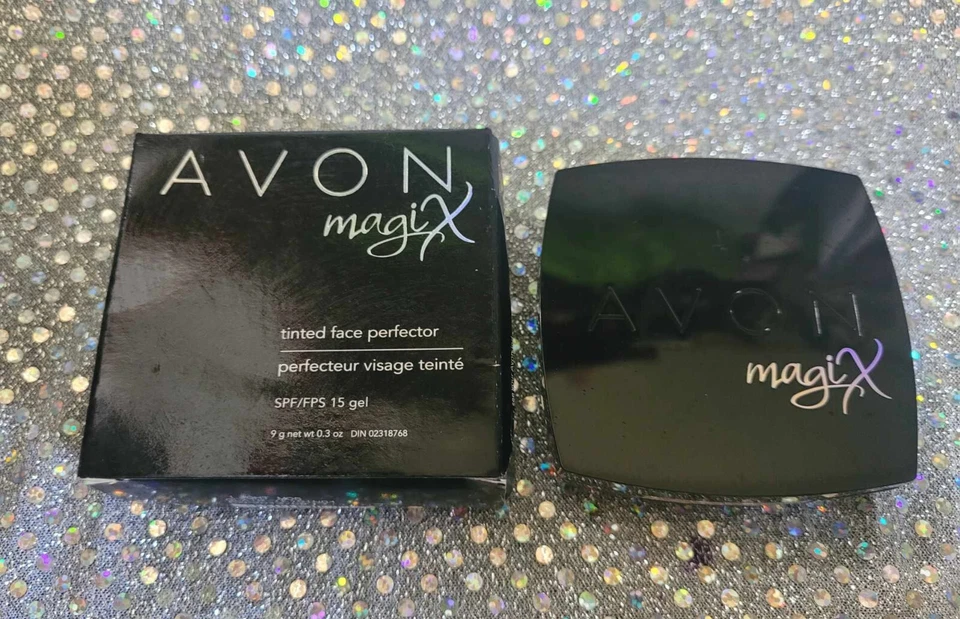 AVON
magiX
tinted face perfector
perfecteur visage teinté
SPF/FPS 15 gel
9 g net wt 0.3 oz DIN 02318768
AVON
magiX